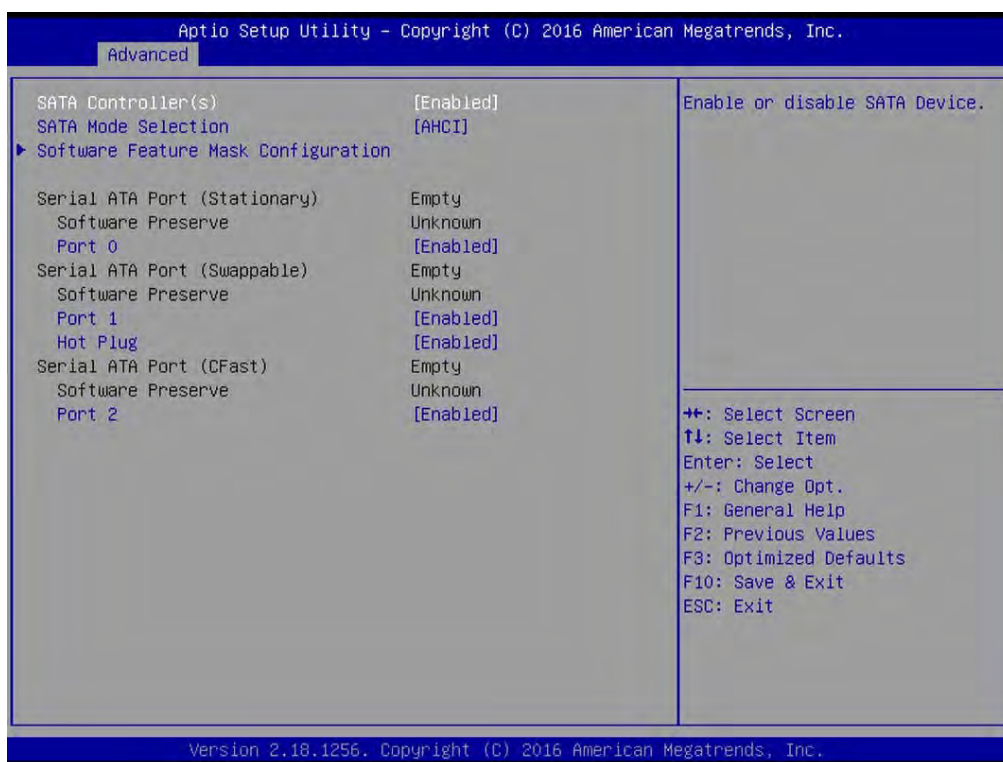 Aptio Setup Utility – Copyright (C) 2016 American Megatrends, Inc.
Advanced
SATA Controller(s) [Enabled]
SATA Mode Selection [AHCI]
Software Feature Mask Configuration
Serial ATA Port (Stationary) Empty
Software Preserve Unknown
Port 0 [Enabled]
Serial ATA Port (Swappable) Empty
Software Preserve Unknown
Port 1 [Enabled]
Hot Plug [Enabled]
Serial ATA Port (CFast) Empty
Software Preserve Unknown
Port 2 [Enabled]
Enable or disable SATA Device.
→←: Select Screen
↑↓: Select Item
Enter: Select
+/-: Change Opt.
F1: General Help
F2: Previous Values
F3: Optimized Defaults
F10: Save & Exit
ESC: Exit
Version 2.18.1256. Copyright (C) 2016 American Megatrends, Inc.